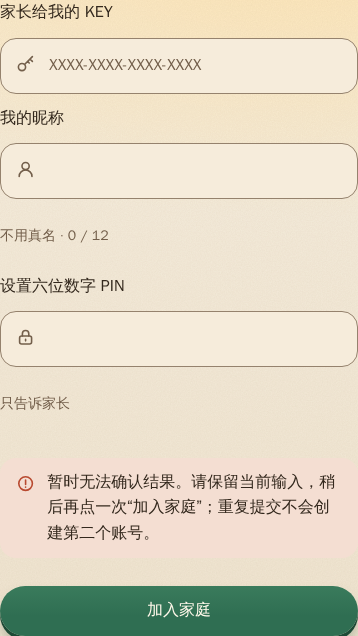 家长给我的 KEY
XXXX-XXXX-XXXX-XXXX
我的昵称
不用真名 · 0 / 12
设置六位数字 PIN
只告诉家长
暂时无法确认结果。请保留当前输入，稍
后再点一次“加入家庭”；重复提交不会创
建第二个账号。
加入家庭